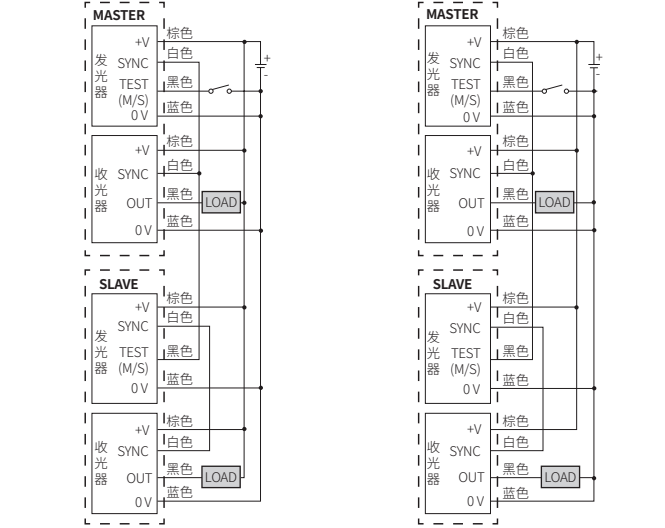 MASTER
发光器
+V 棕色
SYNC 白色
TEST 黑色
(M/S)
0 V 蓝色
+
-
收光器
+V 棕色
SYNC 白色
OUT 黑色 LOAD
0 V 蓝色
SLAVE
发光器
+V 棕色
SYNC 白色
TEST 黑色
(M/S)
0 V 蓝色
收光器
+V 棕色
SYNC 白色
OUT 黑色 LOAD
0 V 蓝色
MASTER
发光器
+V 棕色
SYNC 白色
TEST 黑色
(M/S)
0 V 蓝色
+
-
收光器
+V 棕色
SYNC 白色
OUT 黑色 LOAD
0 V 蓝色
SLAVE
发光器
+V 棕色
SYNC 白色
TEST 黑色
(M/S)
0 V 蓝色
收光器
+V 棕色
SYNC 白色
OUT 黑色 LOAD
0 V 蓝色